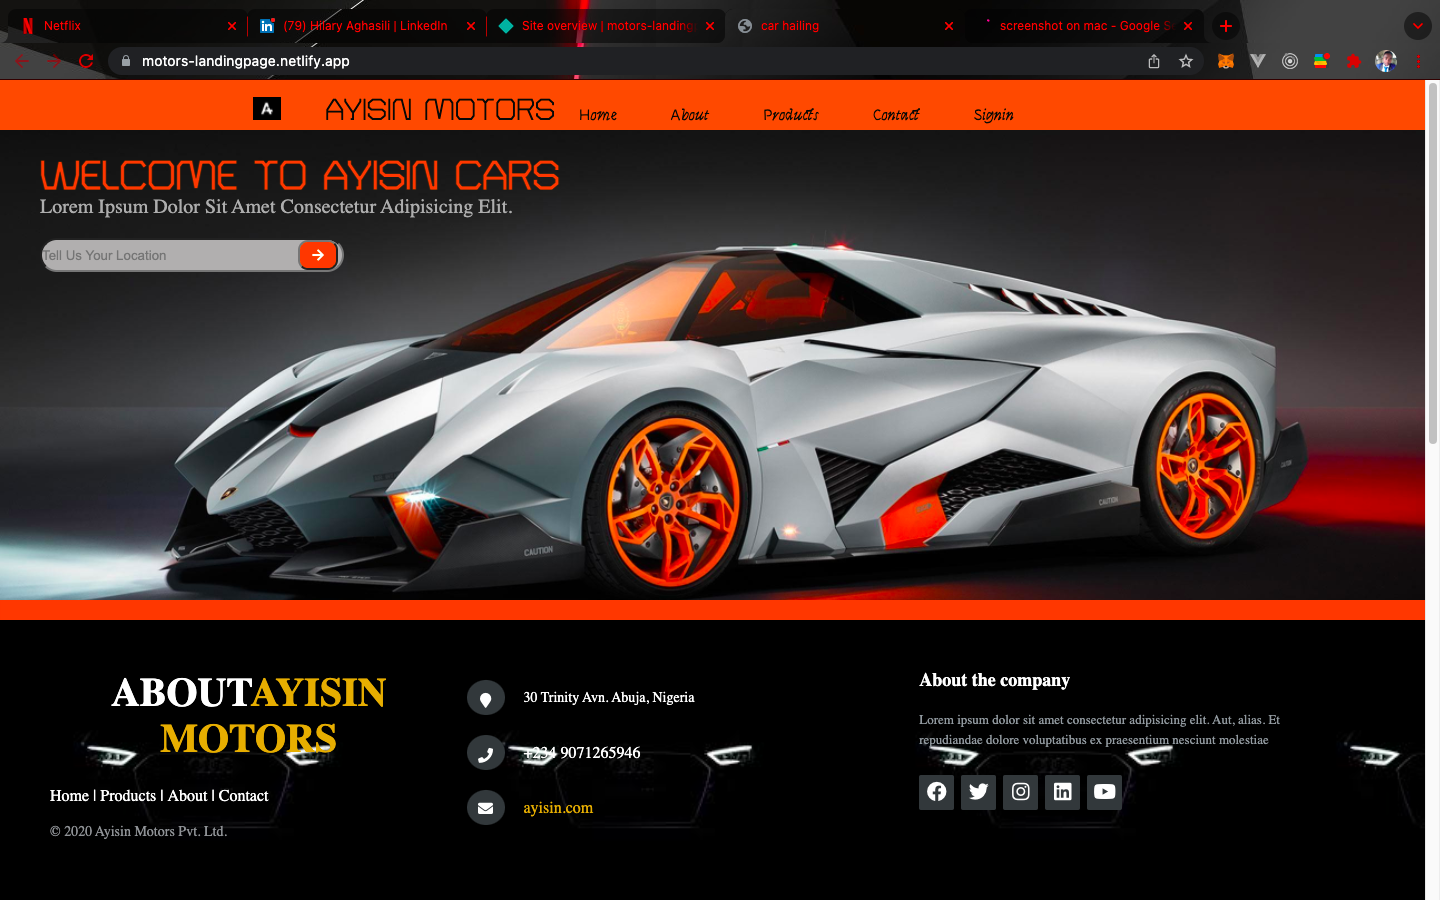 Netflix
(79) Hilary Aghasili | LinkedIn
Site overview | motors-landing
car hailing
screenshot on mac - Google S
motors-landingpage.netlify.app
A AYISIN MOTORS Home About Products Contact Signin
WELCOME TO AYISIN CARS
Lorem Ipsum Dolor Sit Amet Consectetur Adipisicing Elit.
Tell Us Your Location
CAUTION
CAUTION
CAUTION
ABOUTAYISIN
MOTORS
Home | Products | About | Contact
© 2020 Ayisin Motors Pvt. Ltd.
30 Trinity Avn. Abuja, Nigeria
+234 9071265946
ayisin.com
About the company
Lorem ipsum dolor sit amet consectetur adipisicing elit. Aut, alias. Et
repudiandae dolore voluptatibus ex praesentium nesciunt molestiae